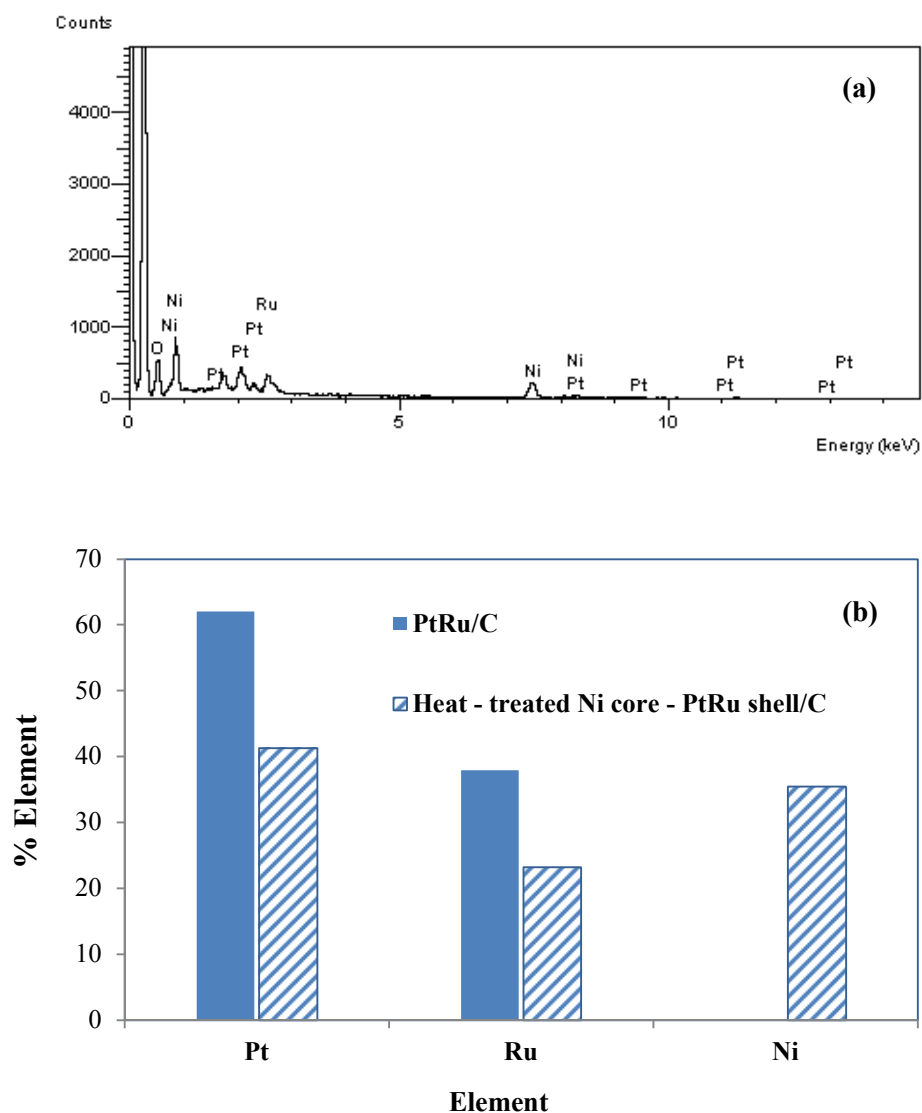 Counts
(a)
4000
3000
2000
1000
0
Ni
Ni
O
Pt
Pt
Pt
Ru
Ni
Ni
Pt
Pt
Pt
Pt
Pt
Pt
0
5
10
Energy (keV)
(b)
70
60
50
40
30
20
10
0
% Element
PtRu/C
Heat - treated Ni core - PtRu shell/C
Pt
Ru
Ni
Element